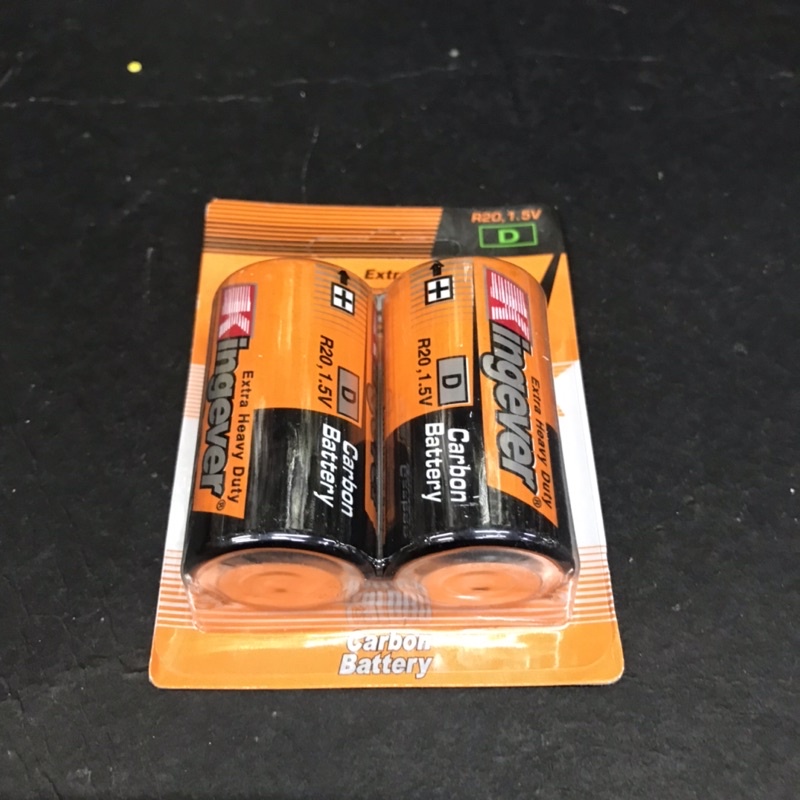 R20, 1.5V
D
Extr
Kingever®
Extra Heavy Duty
R20, 1.5V
D
Carbon
Battery
R20, 1.5V
D
Carbon
Battery
Kingever®
Extra Heavy Duty
Carbon
Battery